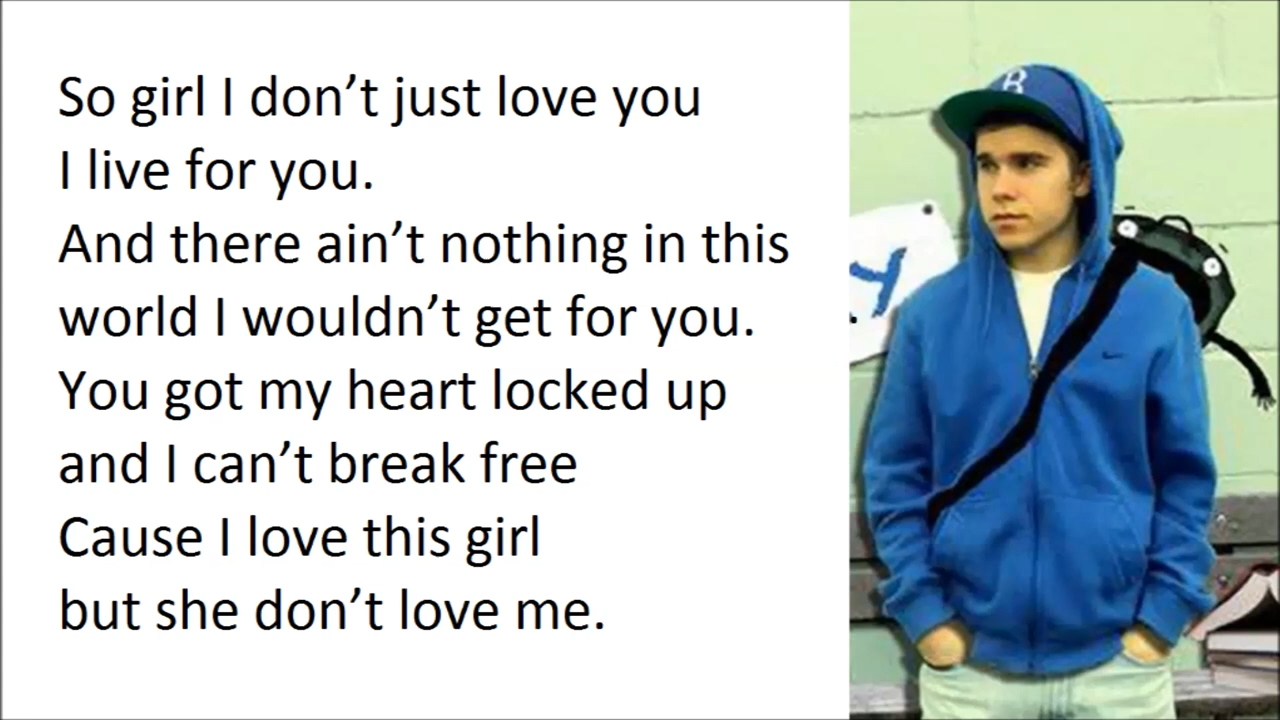 So girl I don’t just love you
I live for you.
And there ain’t nothing in this
world I wouldn’t get for you.
You got my heart locked up
and I can’t break free
Cause I love this girl
but she don’t love me.
B
Y